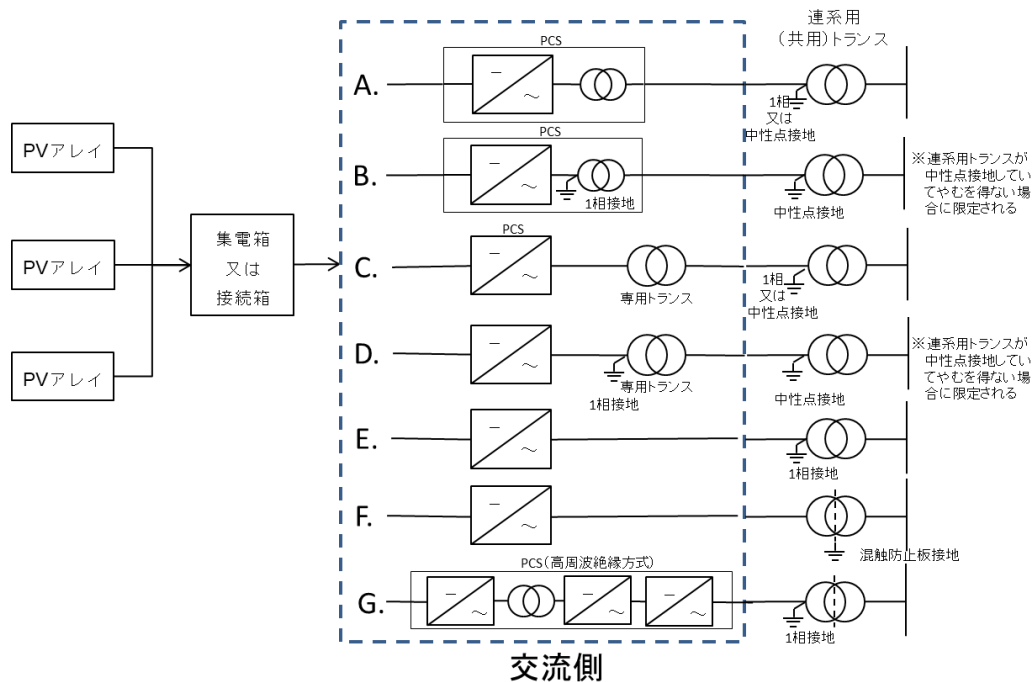 連系用
(共用)トランス
PCS
A.
－
～
1相
又は
中性点接地
PVアレイ
PCS
B.
－
～
1相接地
中性点接地
※連系用トランスが
中性点接地してい
てやむを得ない場
合に限定される
PVアレイ
集電箱
又は
接続箱
PCS
C.
－
～
専用トランス
1相
又は
中性点接地
PVアレイ
D.
－
～
専用トランス
1相接地
中性点接地
※連系用トランスが
中性点接地してい
てやむを得ない場
合に限定される
E.
－
～
1相接地
F.
－
～
混触防止板接地
PCS(高周波絶縁方式)
G.
－
～
－
～
－
～
1相接地
交流側